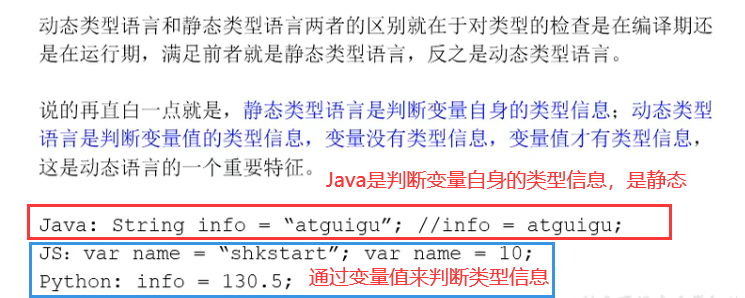 动态类型语言和静态类型语言两者的区别就在于对类型的检查是在编译期还
是在运行期，满足前者就是静态类型语言，反之是动态类型语言。
说的再直白一点就是，静态类型语言是判断变量自身的类型信息；动态类型
语言是判断变量值的类型信息，变量没有类型信息，变量值才有类型信息，
这是动态语言的一个重要特征。
Java是判断变量自身的类型信息，是静态
Java: String info = “atguigu”; //info = atguigu;
JS: var name = “shkstart”; var name = 10;
Python: info = 130.5; 通过变量值来判断类型信息